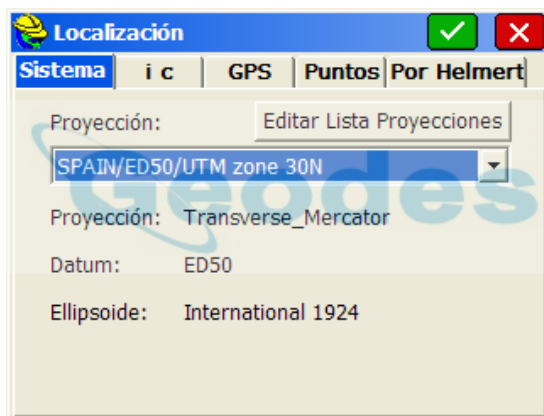 Localización
Sistema i c GPS Puntos Por Helmert
Proyección: Editar Lista Proyecciones
SPAIN/ED50/UTM zone 30N
Proyección: Transverse_Mercator
Datum: ED50
Ellipsoide: International 1924
Geodes